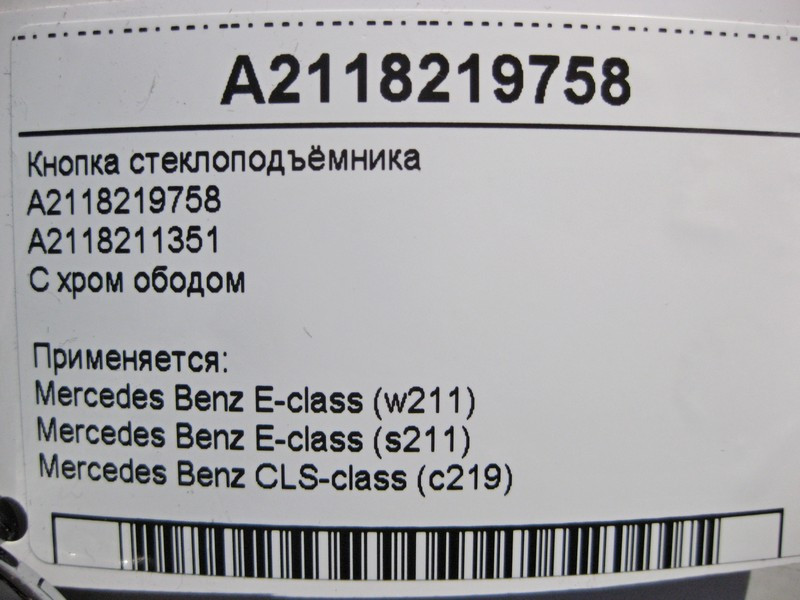 A2118219758
Кнопка стеклоподъёмника
A2118219758
A2118211351
С хром ободом
Применяется:
Mercedes Benz E-class (w211)
Mercedes Benz E-class (s211)
Mercedes Benz CLS-class (c219)